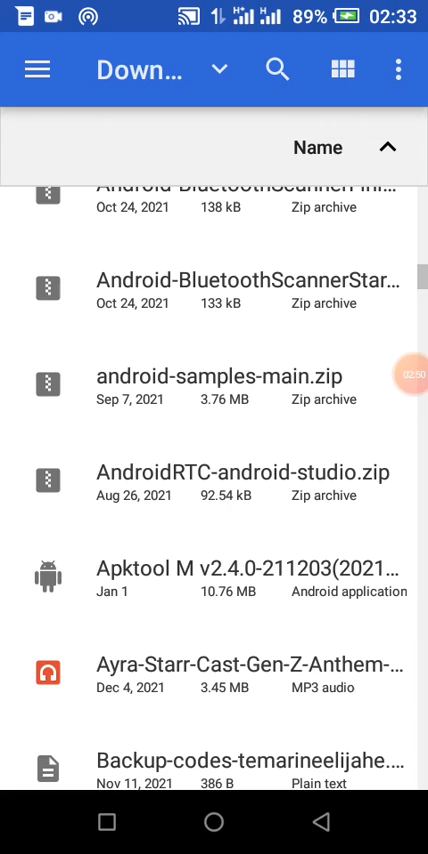 89% 02:33
Down...
Name
Android-BluetoothScannerFini...
Oct 24, 2021 138 kB Zip archive
Android-BluetoothScannerStar...
Oct 24, 2021 133 kB Zip archive
android-samples-main.zip
Sep 7, 2021 3.76 MB Zip archive
02:50
AndroidRTC-android-studio.zip
Aug 26, 2021 92.54 kB Zip archive
Apktool M v2.4.0-211203(2021...
Jan 1 10.76 MB Android application
Ayra-Starr-Cast-Gen-Z-Anthem-...
Dec 4, 2021 3.45 MB MP3 audio
Backup-codes-temarineelijahe....
Nov 11, 2021 386 B Plain text